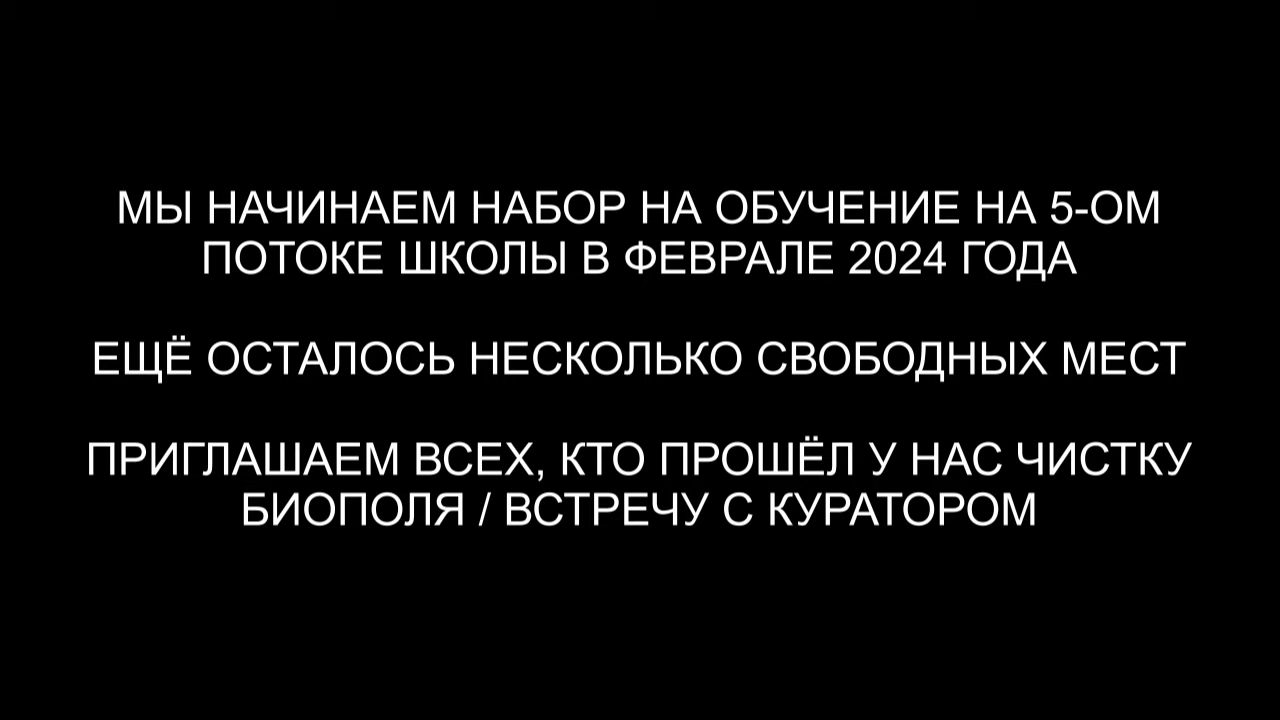 МЫ НАЧИНАЕМ НАБОР НА ОБУЧЕНИЕ НА 5-ОМ
ПОТОКЕ ШКОЛЫ В ФЕВРАЛЕ 2024 ГОДА
ЕЩЁ ОСТАЛОСЬ НЕСКОЛЬКО СВОБОДНЫХ МЕСТ
ПРИГЛАШАЕМ ВСЕХ, КТО ПРОШЁЛ У НАС ЧИСТКУ
БИОПОЛЯ / ВСТРЕЧУ С КУРАТОРОМ